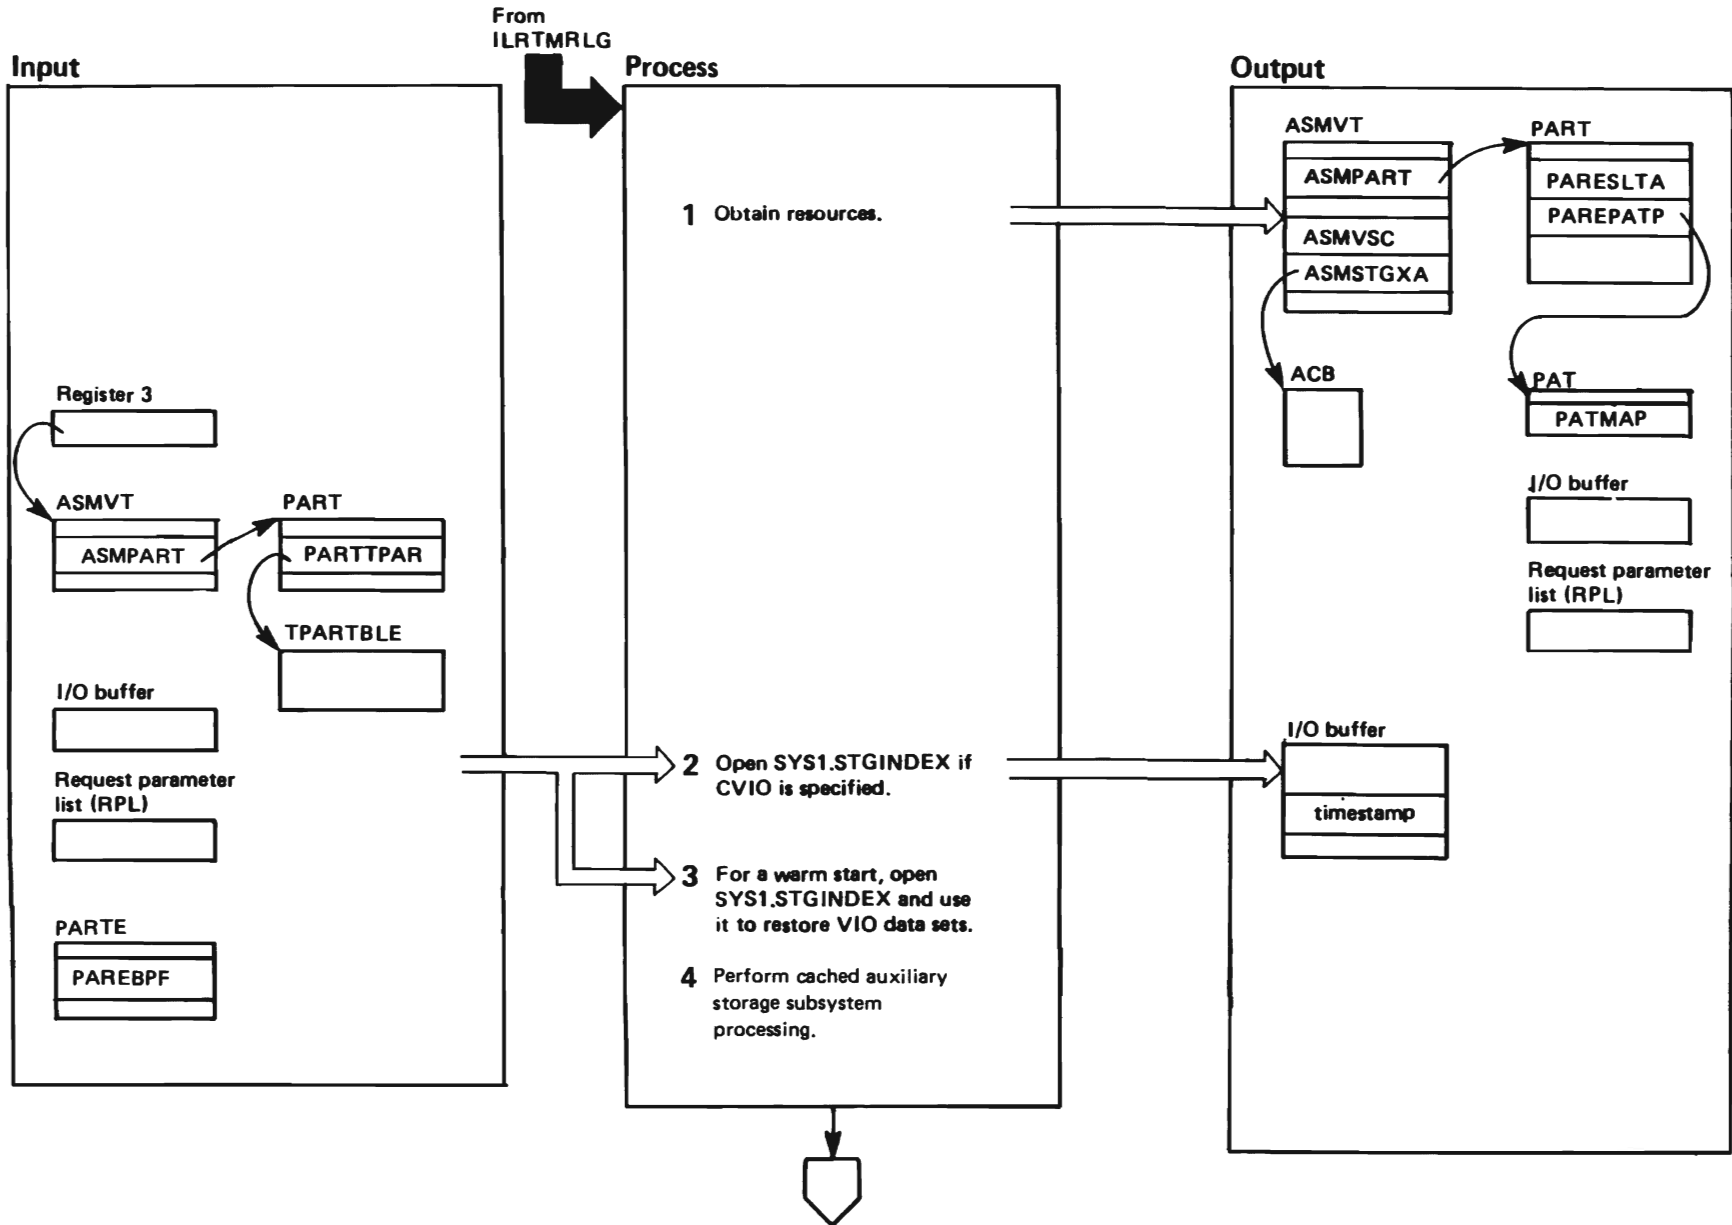 From
ILRTMRLG
Input
Register 3
ASMVT
ASMPART
PART
PARTTPAR
TPARTBLE
I/O buffer
Request parameter
list (RPL)
PARTE
PAREBPF
Process
1 Obtain resources.
2 Open SYS1.STGINDEX if
CVIO is specified.
3 For a warm start, open
SYS1.STGINDEX and use
it to restore VIO data sets.
4 Perform cached auxiliary
storage subsystem
processing.
Output
ASMVT
ASMPART
ASMVSC
ASMSTGXA
ACB
PART
PARESLTA
PAREPATP
PAT
PATMAP
I/O buffer
Request parameter
list (RPL)
I/O buffer
timestamp